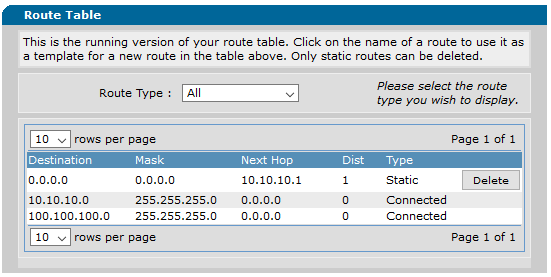 Route Table
This is the running version of your route table. Click on the name of a route to use it as
a template for a new route in the table above. Only static routes can be deleted.
Route Type : All
Please select the route
type you wish to display.
10 rows per page Page 1 of 1
Destination Mask Next Hop Dist Type
0.0.0.0 0.0.0.0 10.10.10.1 1 Static Delete
10.10.10.0 255.255.255.0 0.0.0.0 0 Connected
100.100.100.0 255.255.255.0 0.0.0.0 0 Connected
10 rows per page Page 1 of 1